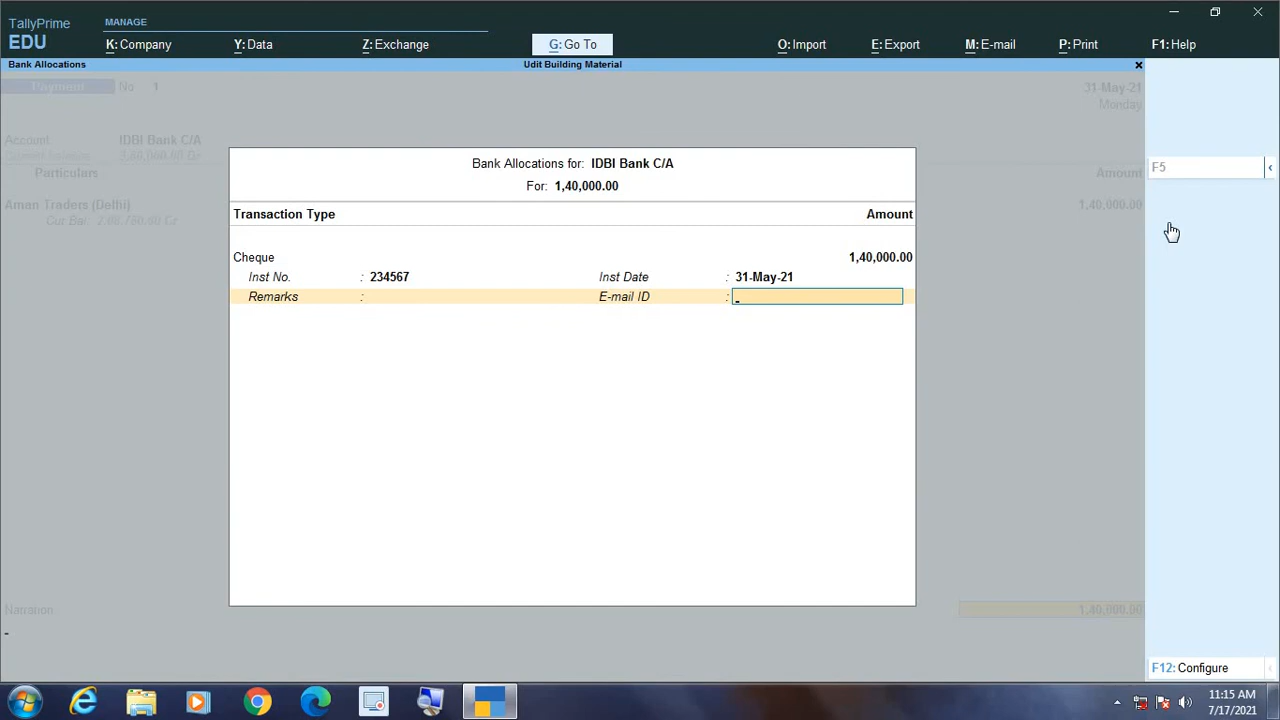 TallyPrime
EDU
MANAGE
K: Company
Y: Data
Z: Exchange
G: Go To
O: Import
E: Export
M: E-mail
P: Print
F1: Help
Bank Allocations
Udit Building Material
Payment No 1
31-May-21
Monday
Account IDBI Bank C/A
Particulars
Amount
Aman Traders (Delhi)
1,40,000.00
Bank Allocations for: IDBI Bank C/A
For: 1,40,000.00
Transaction Type Amount
Cheque 1,40,000.00
Inst No. : 234567 Inst Date : 31-May-21
Remarks : E-mail ID :
Narration
1,40,000.00
F5
F12: Configure
11:15 AM
7/17/2021